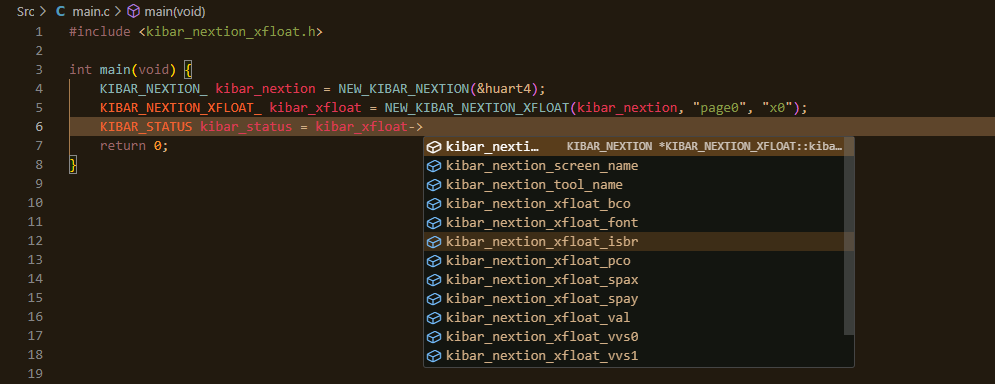 Src > C main.c > main(void)
1 #include <kibar_nextion_xfloat.h>
2
3 int main(void) {
4 KIBAR_NEXTION_ kibar_nextion = NEW_KIBAR_NEXTION(&huart4);
5 KIBAR_NEXTION_XFLOAT_ kibar_xfloat = NEW_KIBAR_NEXTION_XFLOAT(kibar_nextion, "page0", "x0");
6 KIBAR_STATUS kibar_status = kibar_xfloat->
7 return 0;
kibar_nexti… KIBAR_NEXTION *KIBAR_NEXTION_XFLOAT::kiba…
8 }
kibar_nextion_screen_name
9 kibar_nextion_tool_name
10 kibar_nextion_xfloat_bco
11 kibar_nextion_xfloat_font
12 kibar_nextion_xfloat_isbr
13 kibar_nextion_xfloat_pco
14 kibar_nextion_xfloat_spax
15 kibar_nextion_xfloat_spay
16 kibar_nextion_xfloat_val
17 kibar_nextion_xfloat_vvs0
18 kibar_nextion_xfloat_vvs1
19